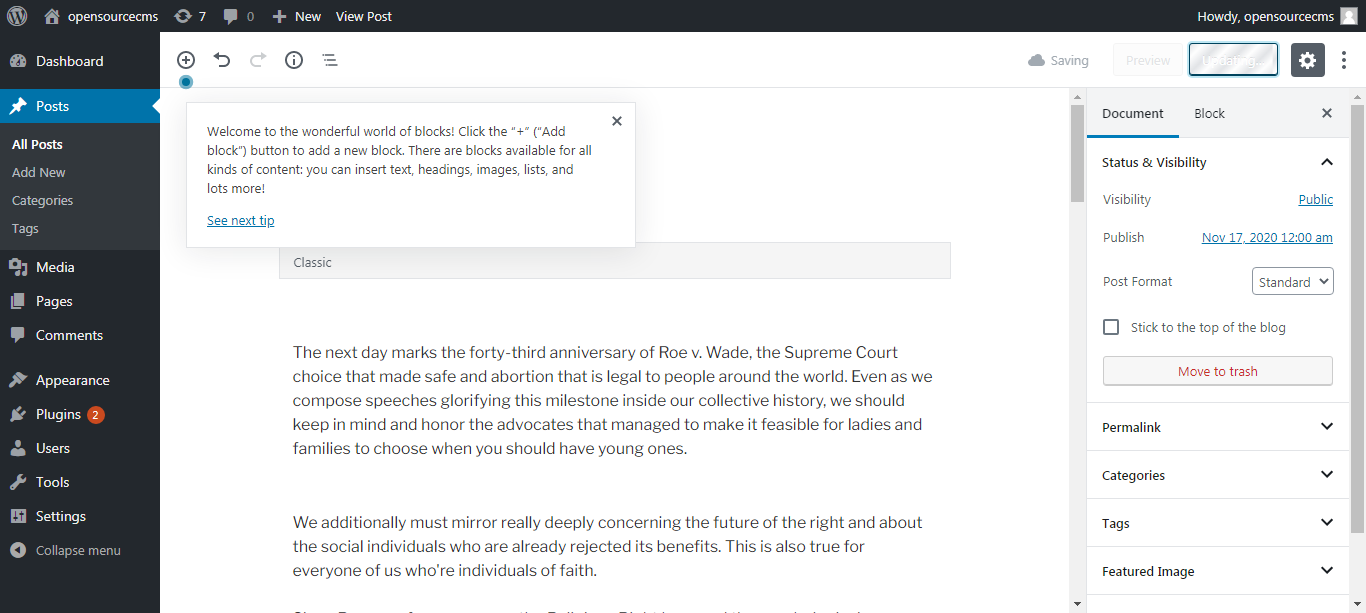 opensourcecms 7 0 New View Post Howdy, opensourcecms
Dashboard
Posts
All Posts
Add New
Categories
Tags
Media
Pages
Comments
Appearance
Plugins 2
Users
Tools
Settings
Collapse menu
Saving Preview
Welcome to the wonderful world of blocks! Click the “+” (“Add
block”) button to add a new block. There are blocks available for all
kinds of content: you can insert text, headings, images, lists, and
lots more!
See next tip
Classic
The next day marks the forty-third anniversary of Roe v. Wade, the Supreme Court
choice that made safe and abortion that is legal to people around the world. Even as we
compose speeches glorifying this milestone inside our collective history, we should
keep in mind and honor the advocates that managed to make it feasible for ladies and
families to choose when you should have young ones.
We additionally must mirror really deeply concerning the future of the right and about
the social individuals who are already rejected its benefits. This is also true for
everyone of us who're individuals of faith.
Document Block
Status & Visibility
Visibility Public
Publish Nov 17, 2020 12:00 am
Post Format Standard
Stick to the top of the blog
Move to trash
Permalink
Categories
Tags
Featured Image